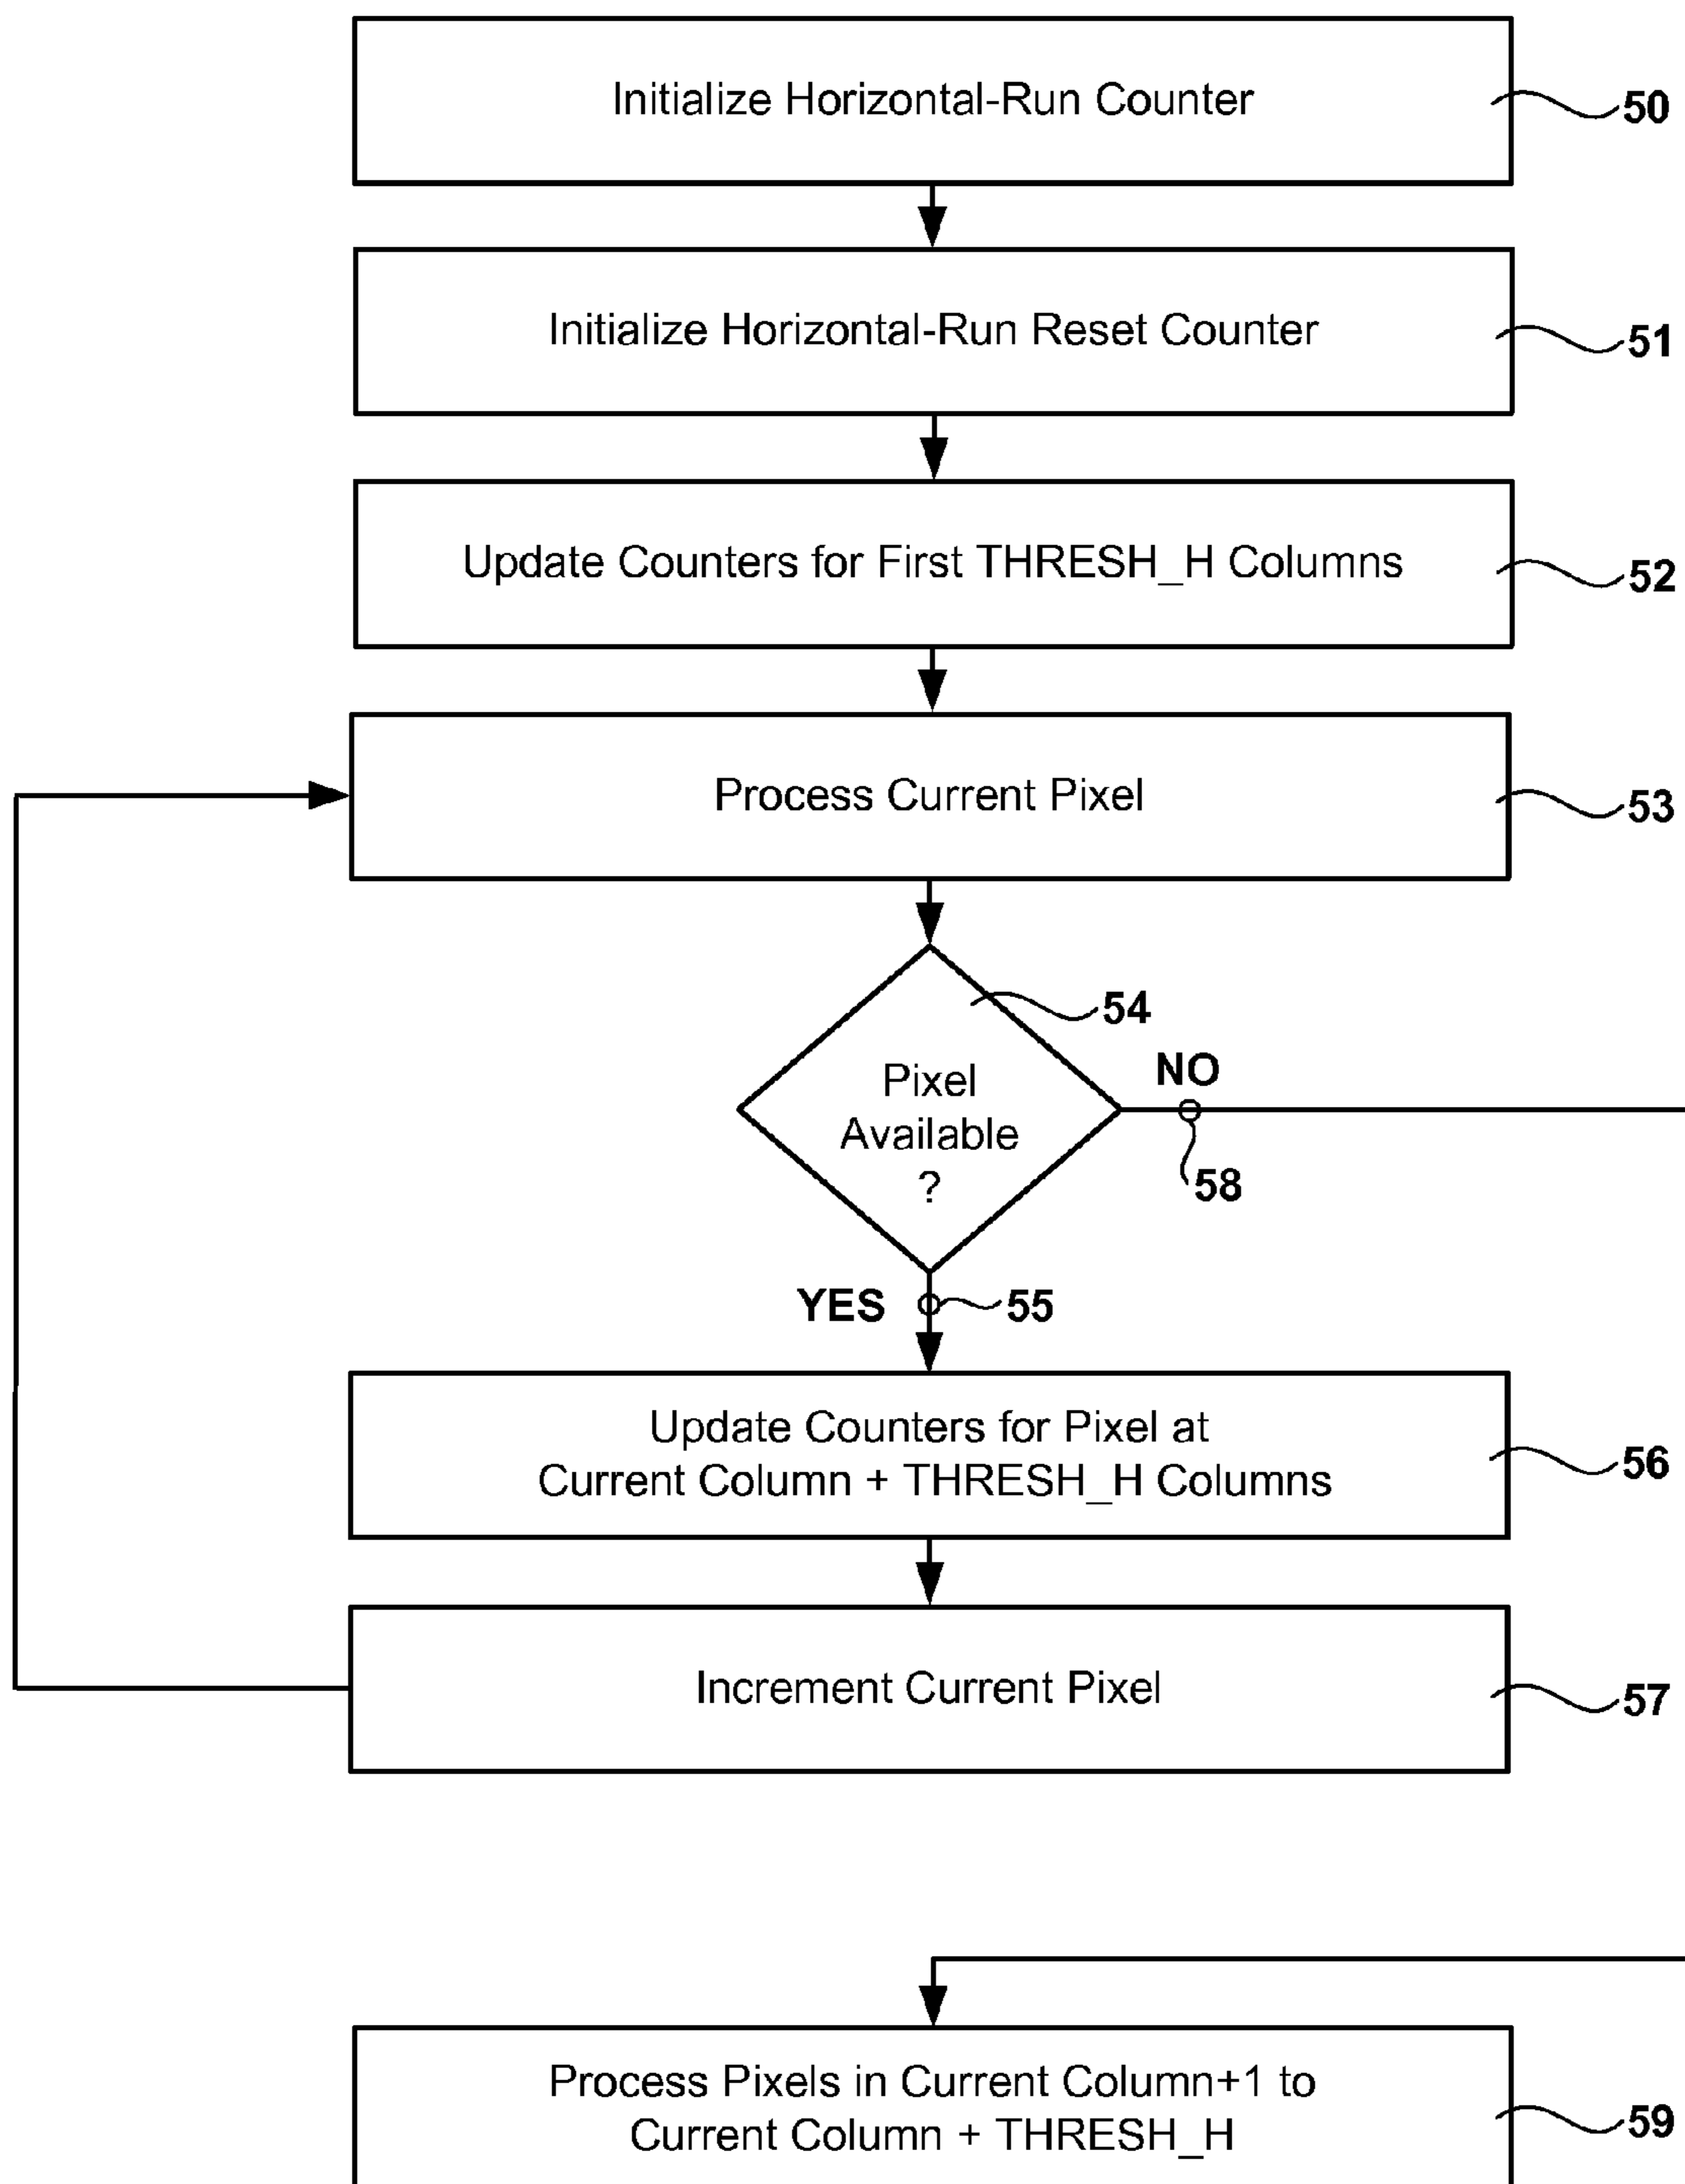 Initialize Horizontal-Run Counter
50
Initialize Horizontal-Run Reset Counter
51
Update Counters for First THRESH_H Columns
52
Process Current Pixel
53
54
Pixel
Available
?
NO
58
YES
55
Update Counters for Pixel at
Current Column + THRESH_H Columns
56
Increment Current Pixel
57
Process Pixels in Current Column+1 to
Current Column + THRESH_H
59